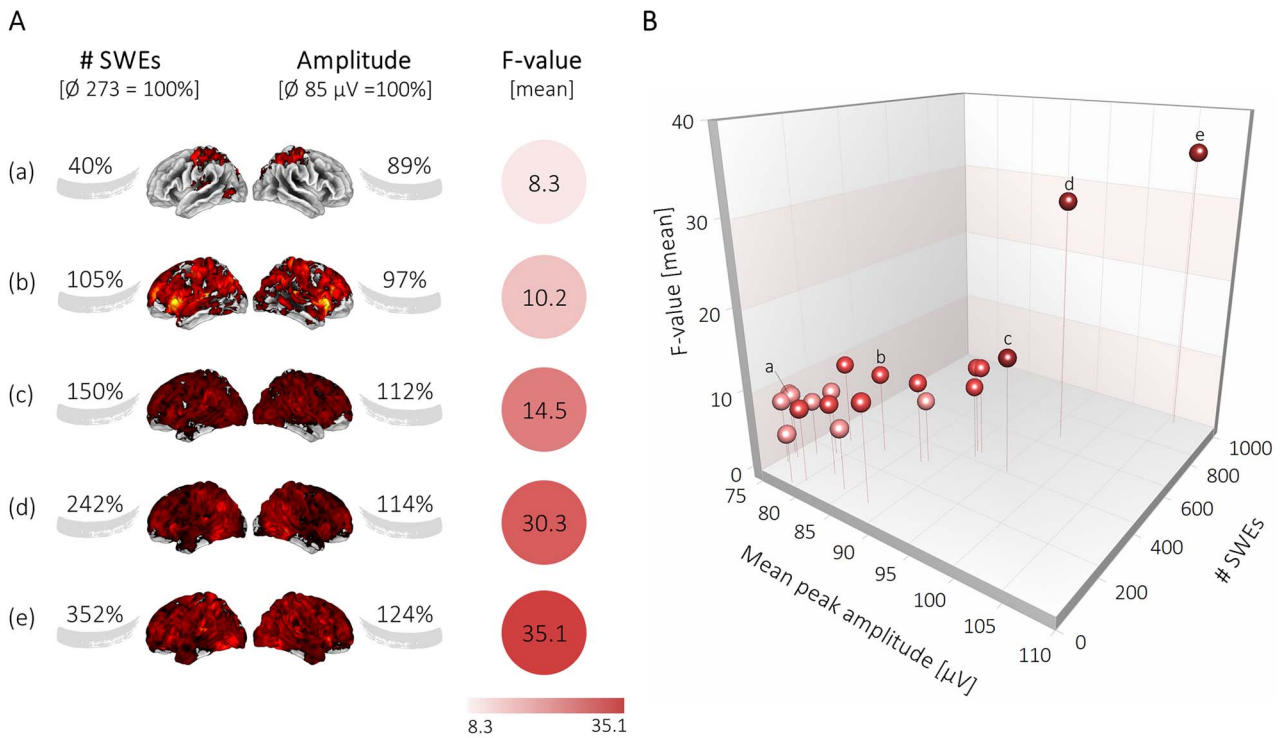 A
# SWEs
[Ø 273 = 100%]
Amplitude
[Ø 85 µV =100%]
F-value
[mean]
(a)
40%
89%
8.3
(b)
105%
97%
10.2
(c)
150%
112%
14.5
(d)
242%
114%
30.3
(e)
352%
124%
35.1
8.3
35.1
B
40
30
20
10
0
F-value [mean]
75
80
85
90
95
100
105
110
Mean peak amplitude [µV]
0
200
400
600
800
1000
# SWEs
a
b
c
d
e